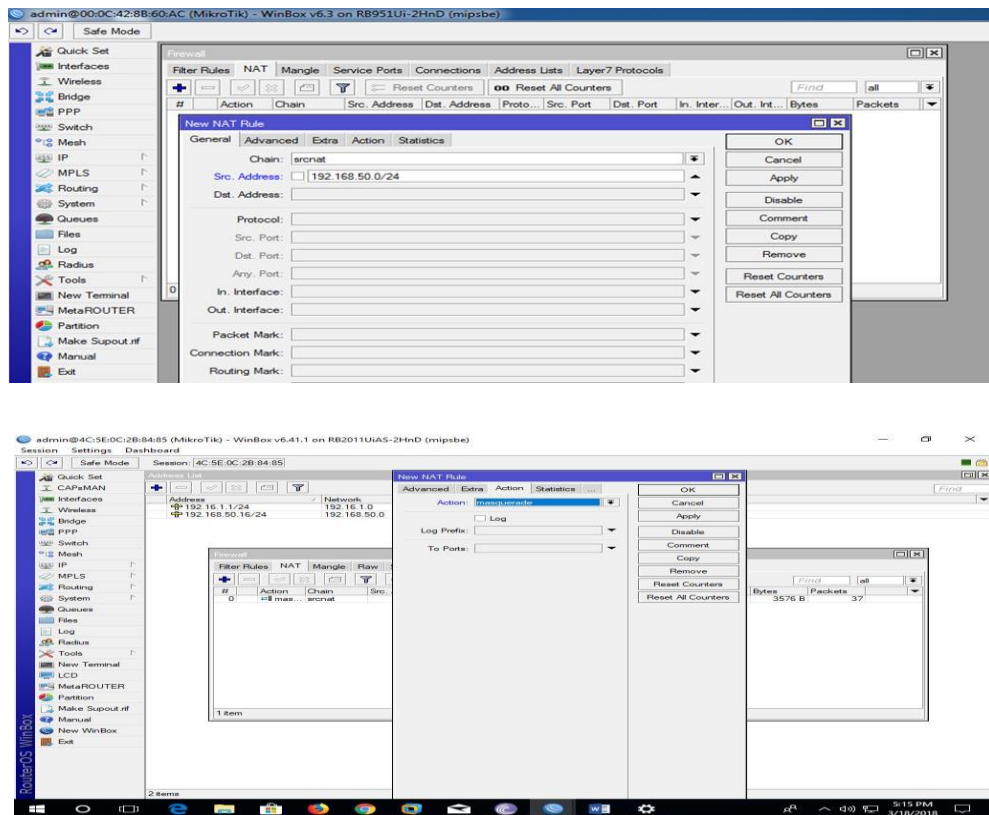 admin@00:0C:42:8B:60:AC (MikroTik) - WinBox v6.3 on RB951Ui-2HnD (mipsbe)
Safe Mode
Quick Set
Interfaces
Wireless
Bridge
PPP
Switch
Mesh
IP
MPLS
Routing
System
Queues
Files
Log
Radius
Tools
New Terminal
MetaROUTER
Partition
Make Supout.rif
Manual
Exit
Firewall
Filter Rules NAT Mangle Service Ports Connections Address Lists Layer7 Protocols
Reset Counters 00 Reset All Counters Find all
# Action Chain Src. Address Dst. Address Proto... Src. Port Dst. Port In. Inter... Out. Int... Bytes Packets
0
New NAT Rule
General Advanced Extra Action Statistics
Chain: srcnat
Src. Address: 192.168.50.0/24
Dst. Address:
Protocol:
Src. Port:
Dst. Port:
Any. Port:
In. Interface:
Out. Interface:
Packet Mark:
Connection Mark:
Routing Mark:
OK
Cancel
Apply
Disable
Comment
Copy
Remove
Reset Counters
Reset All Counters
admin@4C:5E:0C:2B:84:85 (MikroTik) - WinBox v6.41.1 on RB2011UiAS-2HnD (mipsbe)
Session Settings Dashboard
Safe Mode Session: 4C:5E:0C:2B:84:85
Quick Set
CAPsMAN
Interfaces
Wireless
Bridge
PPP
Switch
Mesh
IP
MPLS
Routing
System
Queues
Files
Log
Radius
Tools
New Terminal
LCD
MetaROUTER
Partition
Make Supout.rif
Manual
New WinBox
Exit
RouterOS WinBox
Address List
Find
Address Network
192.16.1.1/24 192.16.1.0
192.168.50.16/24 192.168.50.0
2 items
Firewall
Filter Rules NAT Mangle Raw
Find all
# Action Chain Src. Bytes Packets
0 mas... srcnat 3576 B 37
1 item
New NAT Rule
Advanced Extra Action Statistics ...
Action: masquerade
Log
Log Prefix:
To Ports:
OK
Cancel
Apply
Disable
Comment
Copy
Remove
Reset Counters
Reset All Counters
5:15 PM
3/18/2018